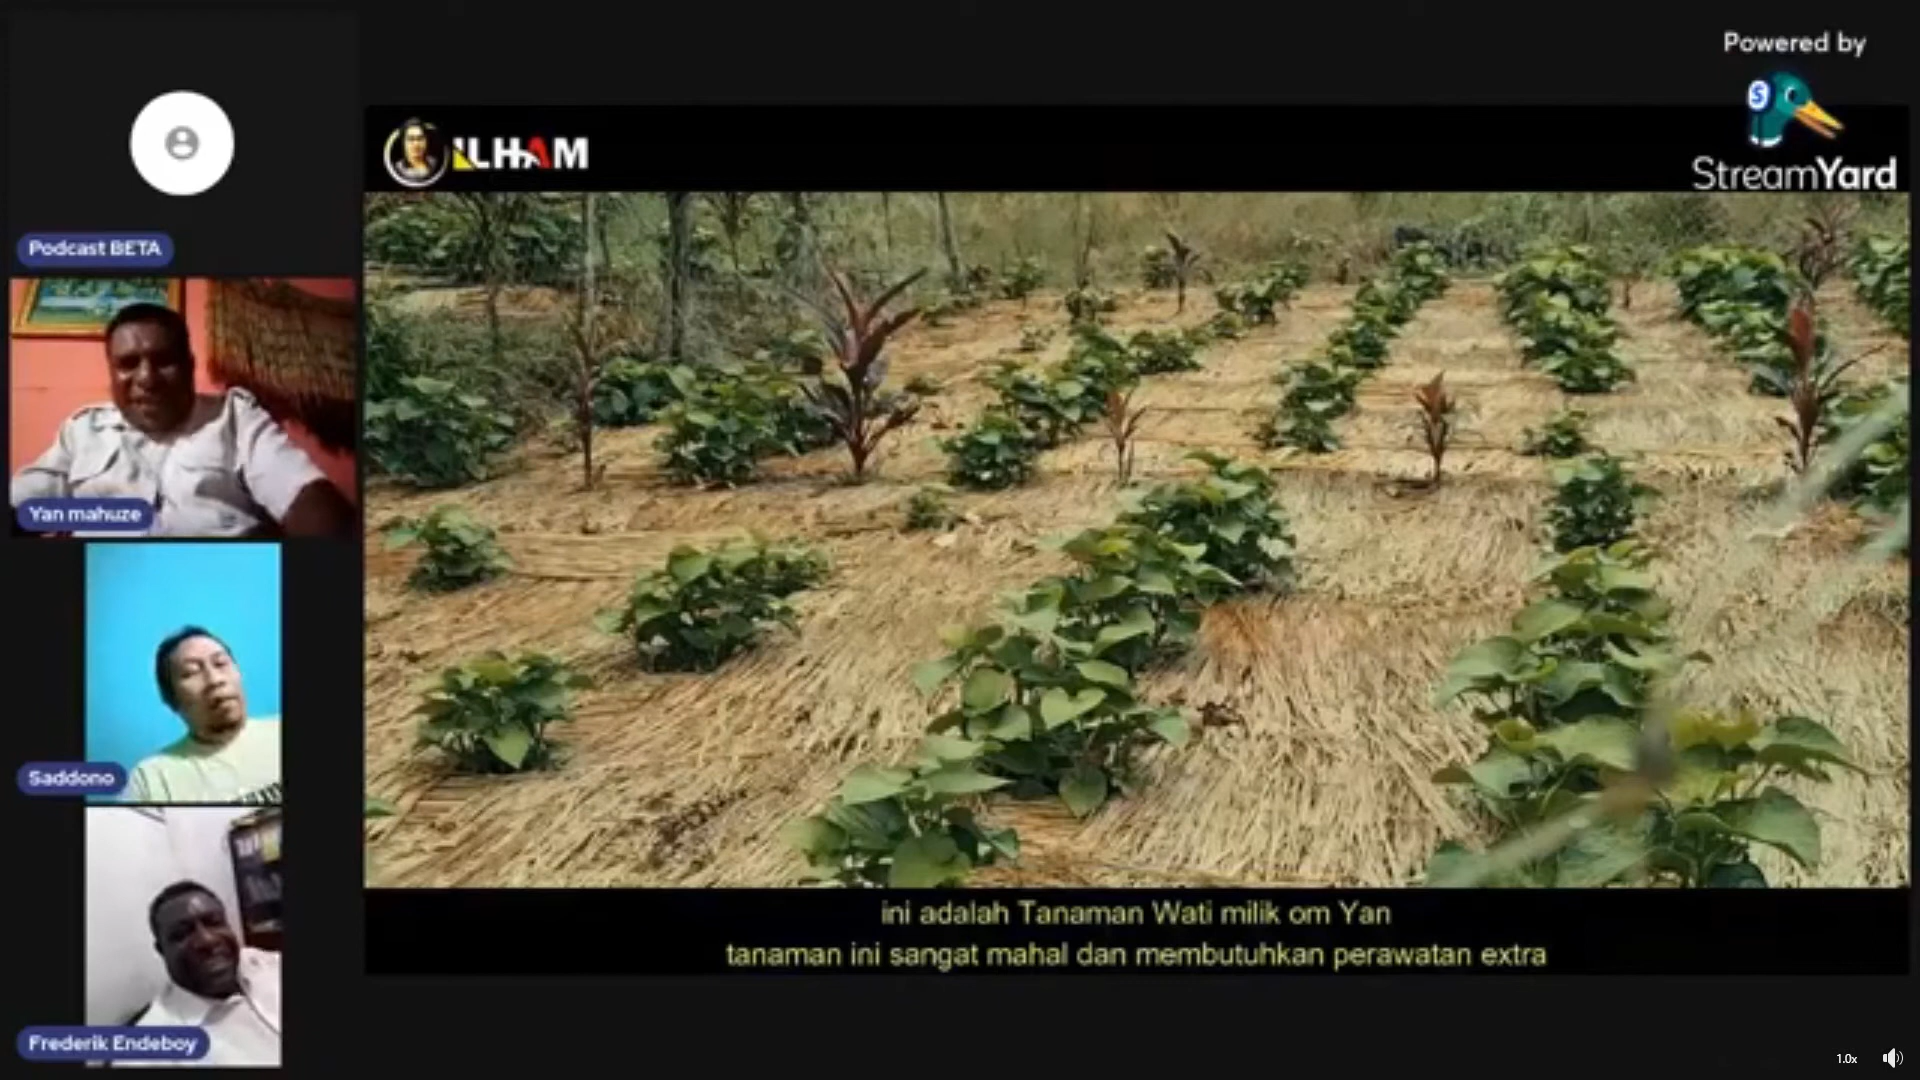 Powered by
StreamYard
ILHAM
Podcast BETA
Yan mahuze
Saddono
Frederik Endeboy
ini adalah Tanaman Wati milik om Yan
tanaman ini sangat mahal dan membutuhkan perawatan extra
1.0x